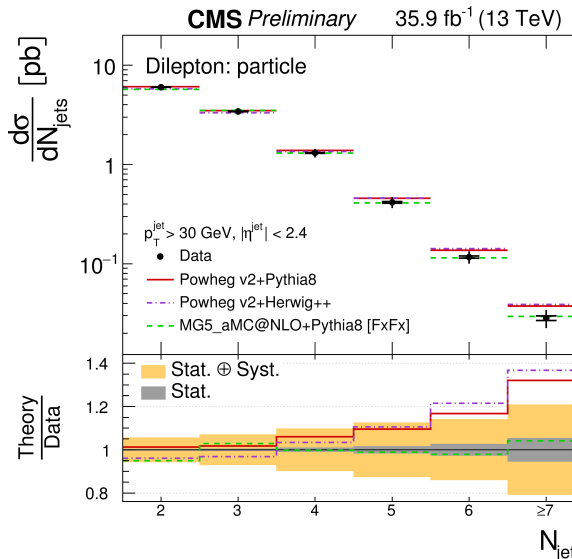 CMS Preliminary 35.9 fb⁻¹ (13 TeV)
dσ/dN_jets [pb]
10
1
10⁻¹
Dilepton: particle
p_T^jet > 30 GeV, |η^jet| < 2.4
Data
Powheg v2+Pythia8
Powheg v2+Herwig++
MG5_aMC@NLO+Pythia8 [FxFx]
Theory/Data
1.4
1.2
1
0.8
Stat. ⊕ Syst.
Stat.
2 3 4 5 6 ≥7
N_jet